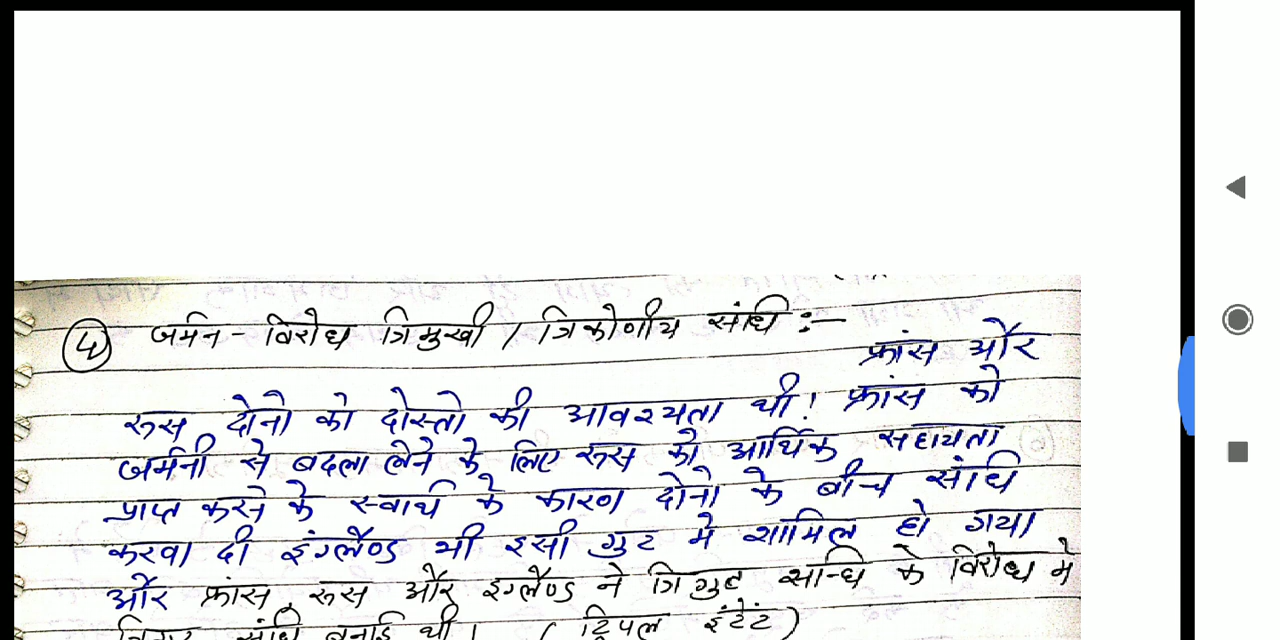 ④ जर्मन - विरोध त्रिमुखी / त्रिकोणीय संधि :-
फ्रांस और
रूस दोनो को दोस्तो की आवश्यता थी! फ्रांस को
जर्मनी से बदला लेने के लिए रूस को आर्थिक सहायता
प्राप्त करने के स्वार्थ के कारण दोनो के बीच संधि
करवा दी इंग्लैण्ड भी इसी गुट मे शामिल हो गया
और फ्रांस, रूस और इग्लैण्ड ने त्रिगुट सन्धि के विरोध मे
संधि बनाई थी। (ट्रिपल इंटेंट)